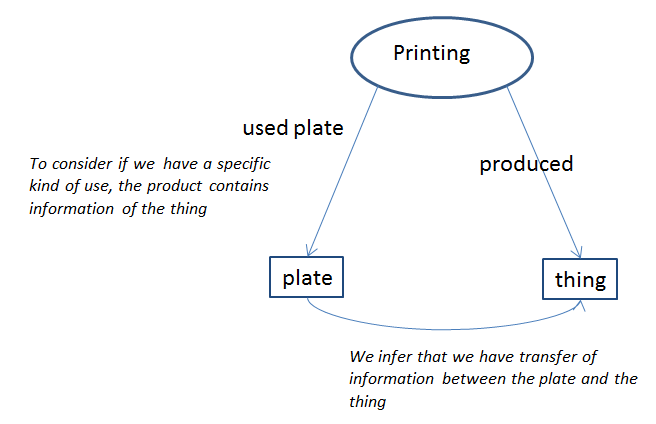 Printing
used plate
To consider if we have a specific
kind of use, the product contains
information of the thing
produced
plate
thing
We infer that we have transfer of
information between the plate and the
thing